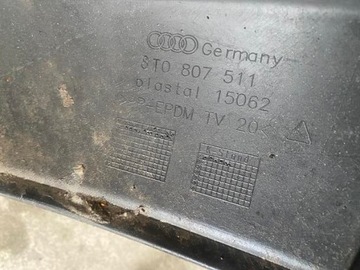 Germany
8T0 807 511
plastal 15062
P-EPDM TV 20